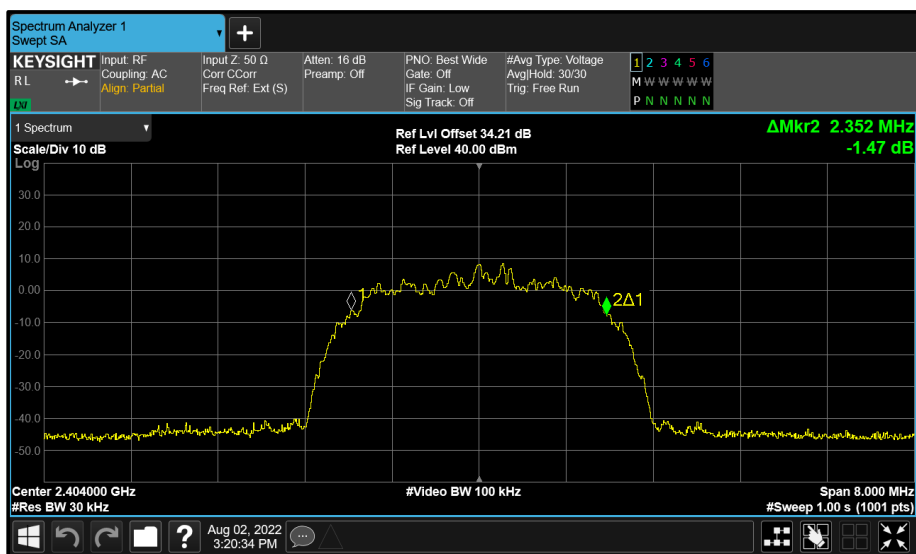 Spectrum Analyzer 1
Swept SA
KEYSIGHT
R L
LXI
Input: RF
Coupling: AC
Align: Partial
Input Z: 50 Ω
Corr CCorr
Freq Ref: Ext (S)
Atten: 16 dB
Preamp: Off
PNO: Best Wide
Gate: Off
IF Gain: Low
Sig Track: Off
#Avg Type: Voltage
Avg|Hold: 30/30
Trig: Free Run
1 2 3 4 5 6
M W W W W W
P N N N N N
1 Spectrum
Scale/Div 10 dB
Ref Lvl Offset 34.21 dB
Ref Level 40.00 dBm
ΔMkr2 2.352 MHz
-1.47 dB
Log
30.0
20.0
10.0
0.00
-10.0
-20.0
-30.0
-40.0
-50.0
1
2Δ1
Center 2.404000 GHz
#Res BW 30 kHz
#Video BW 100 kHz
Span 8.000 MHz
#Sweep 1.00 s (1001 pts)
?
Aug 02, 2022
3:20:34 PM